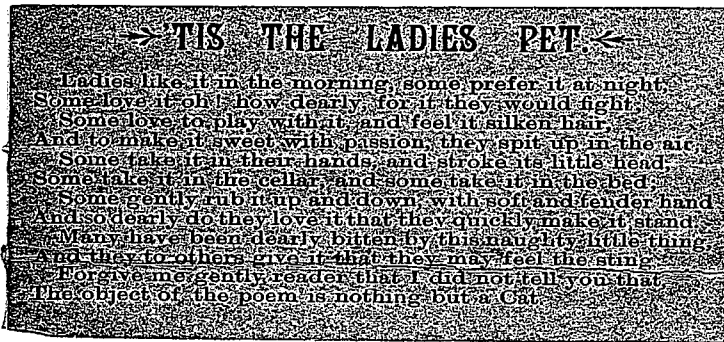 'TIS THE LADIES PET.
Ladies like it in the morning, some prefer it at night,
Some love it oh! how dearly, for it they would fight.
Some love to play with it, and feel it silken hair,
And to make it sweet with passion, they spit up in the air
Some take it in their hands, and stroke its little head
Some take it in the cellar, and some take it in the bed;
Some gently rub it up and down, with soft and tender hand
And so dearly do they love it that they quickly make it stand.
Many have been dearly bitten by this naughty little thing
And they to others give it that they may feel the sting
Forgive me gently reader that I did not tell you that
The object of the poem is nothing but a Cat